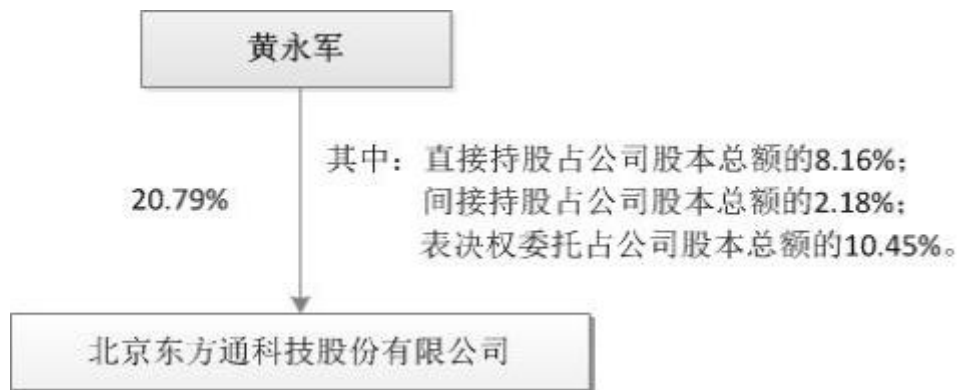 黄永军
其中：直接持股占公司股本总额的8.16%；
20.79%
间接持股占公司股本总额的2.18%；
表决权委托占公司股本总额的10.45%。
北京东方通科技股份有限公司